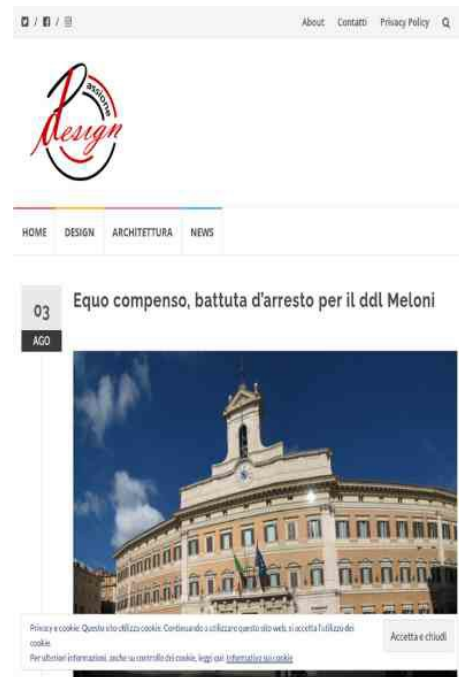 / /
About Contatti Privacy Policy
Passione
Design
HOME DESIGN ARCHITETTURA NEWS
03
AGO
Equo compenso, battuta d'arresto per il ddl Meloni
Privacy e cookie: Questo sito utilizza cookie. Continuando a utilizzare questo sito web, si accetta l'utilizzo dei
cookie.
Per ulteriori informazioni, anche su controllo dei cookie, leggi qui: Informativa sui cookie
Accetta e chiudi